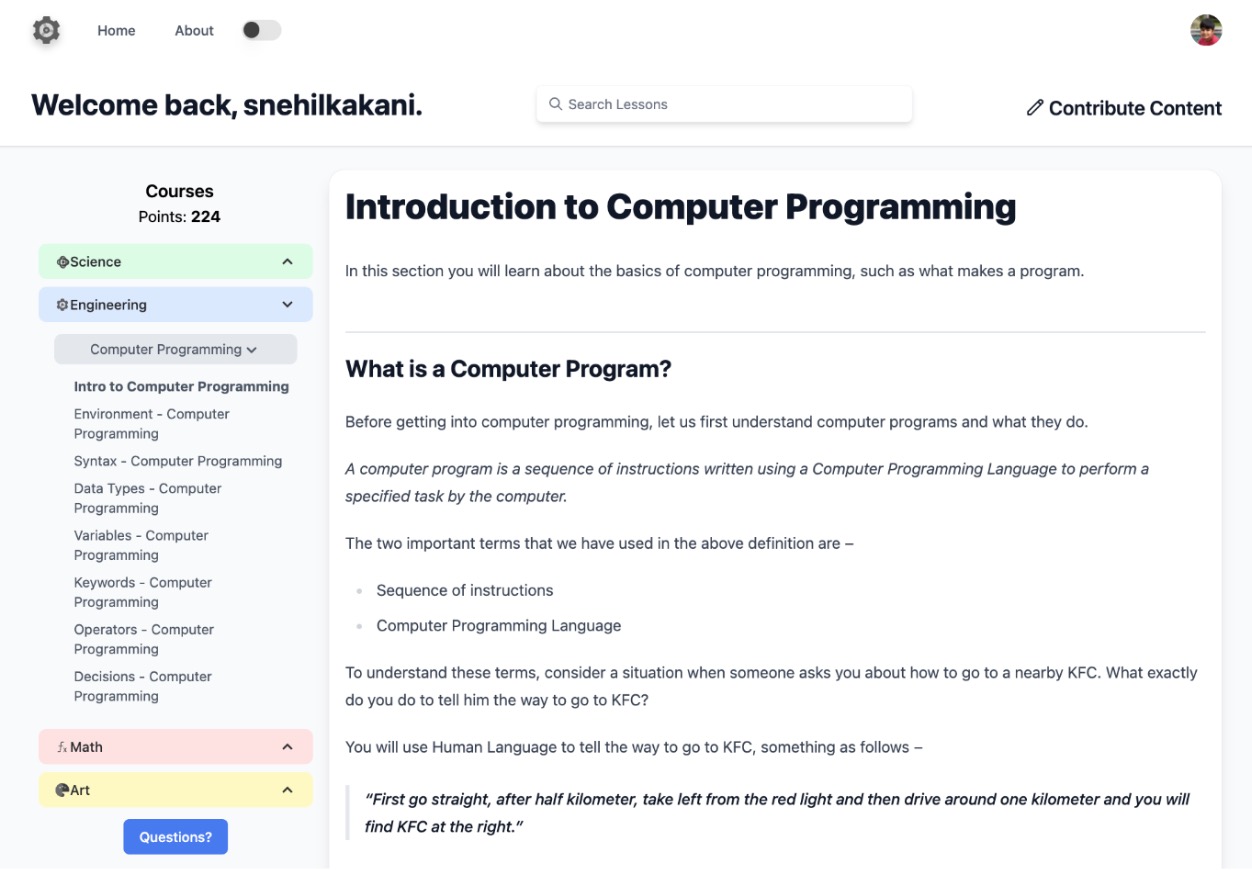 Home About
Welcome back, snehilkakani.
Search Lessons
Contribute Content
Courses
Points: 224
Science
Engineering
Computer Programming
Intro to Computer Programming
Environment - Computer
Programming
Syntax - Computer Programming
Data Types - Computer
Programming
Variables - Computer
Programming
Keywords - Computer
Programming
Operators - Computer
Programming
Decisions - Computer
Programming
fx Math
Art
Questions?
Introduction to Computer Programming
In this section you will learn about the basics of computer programming, such as what makes a program.
What is a Computer Program?
Before getting into computer programming, let us first understand computer programs and what they do.
A computer program is a sequence of instructions written using a Computer Programming Language to perform a
specified task by the computer.
The two important terms that we have used in the above definition are –
Sequence of instructions
Computer Programming Language
To understand these terms, consider a situation when someone asks you about how to go to a nearby KFC. What exactly
do you do to tell him the way to go to KFC?
You will use Human Language to tell the way to go to KFC, something as follows –
“First go straight, after half kilometer, take left from the red light and then drive around one kilometer and you will
find KFC at the right.”